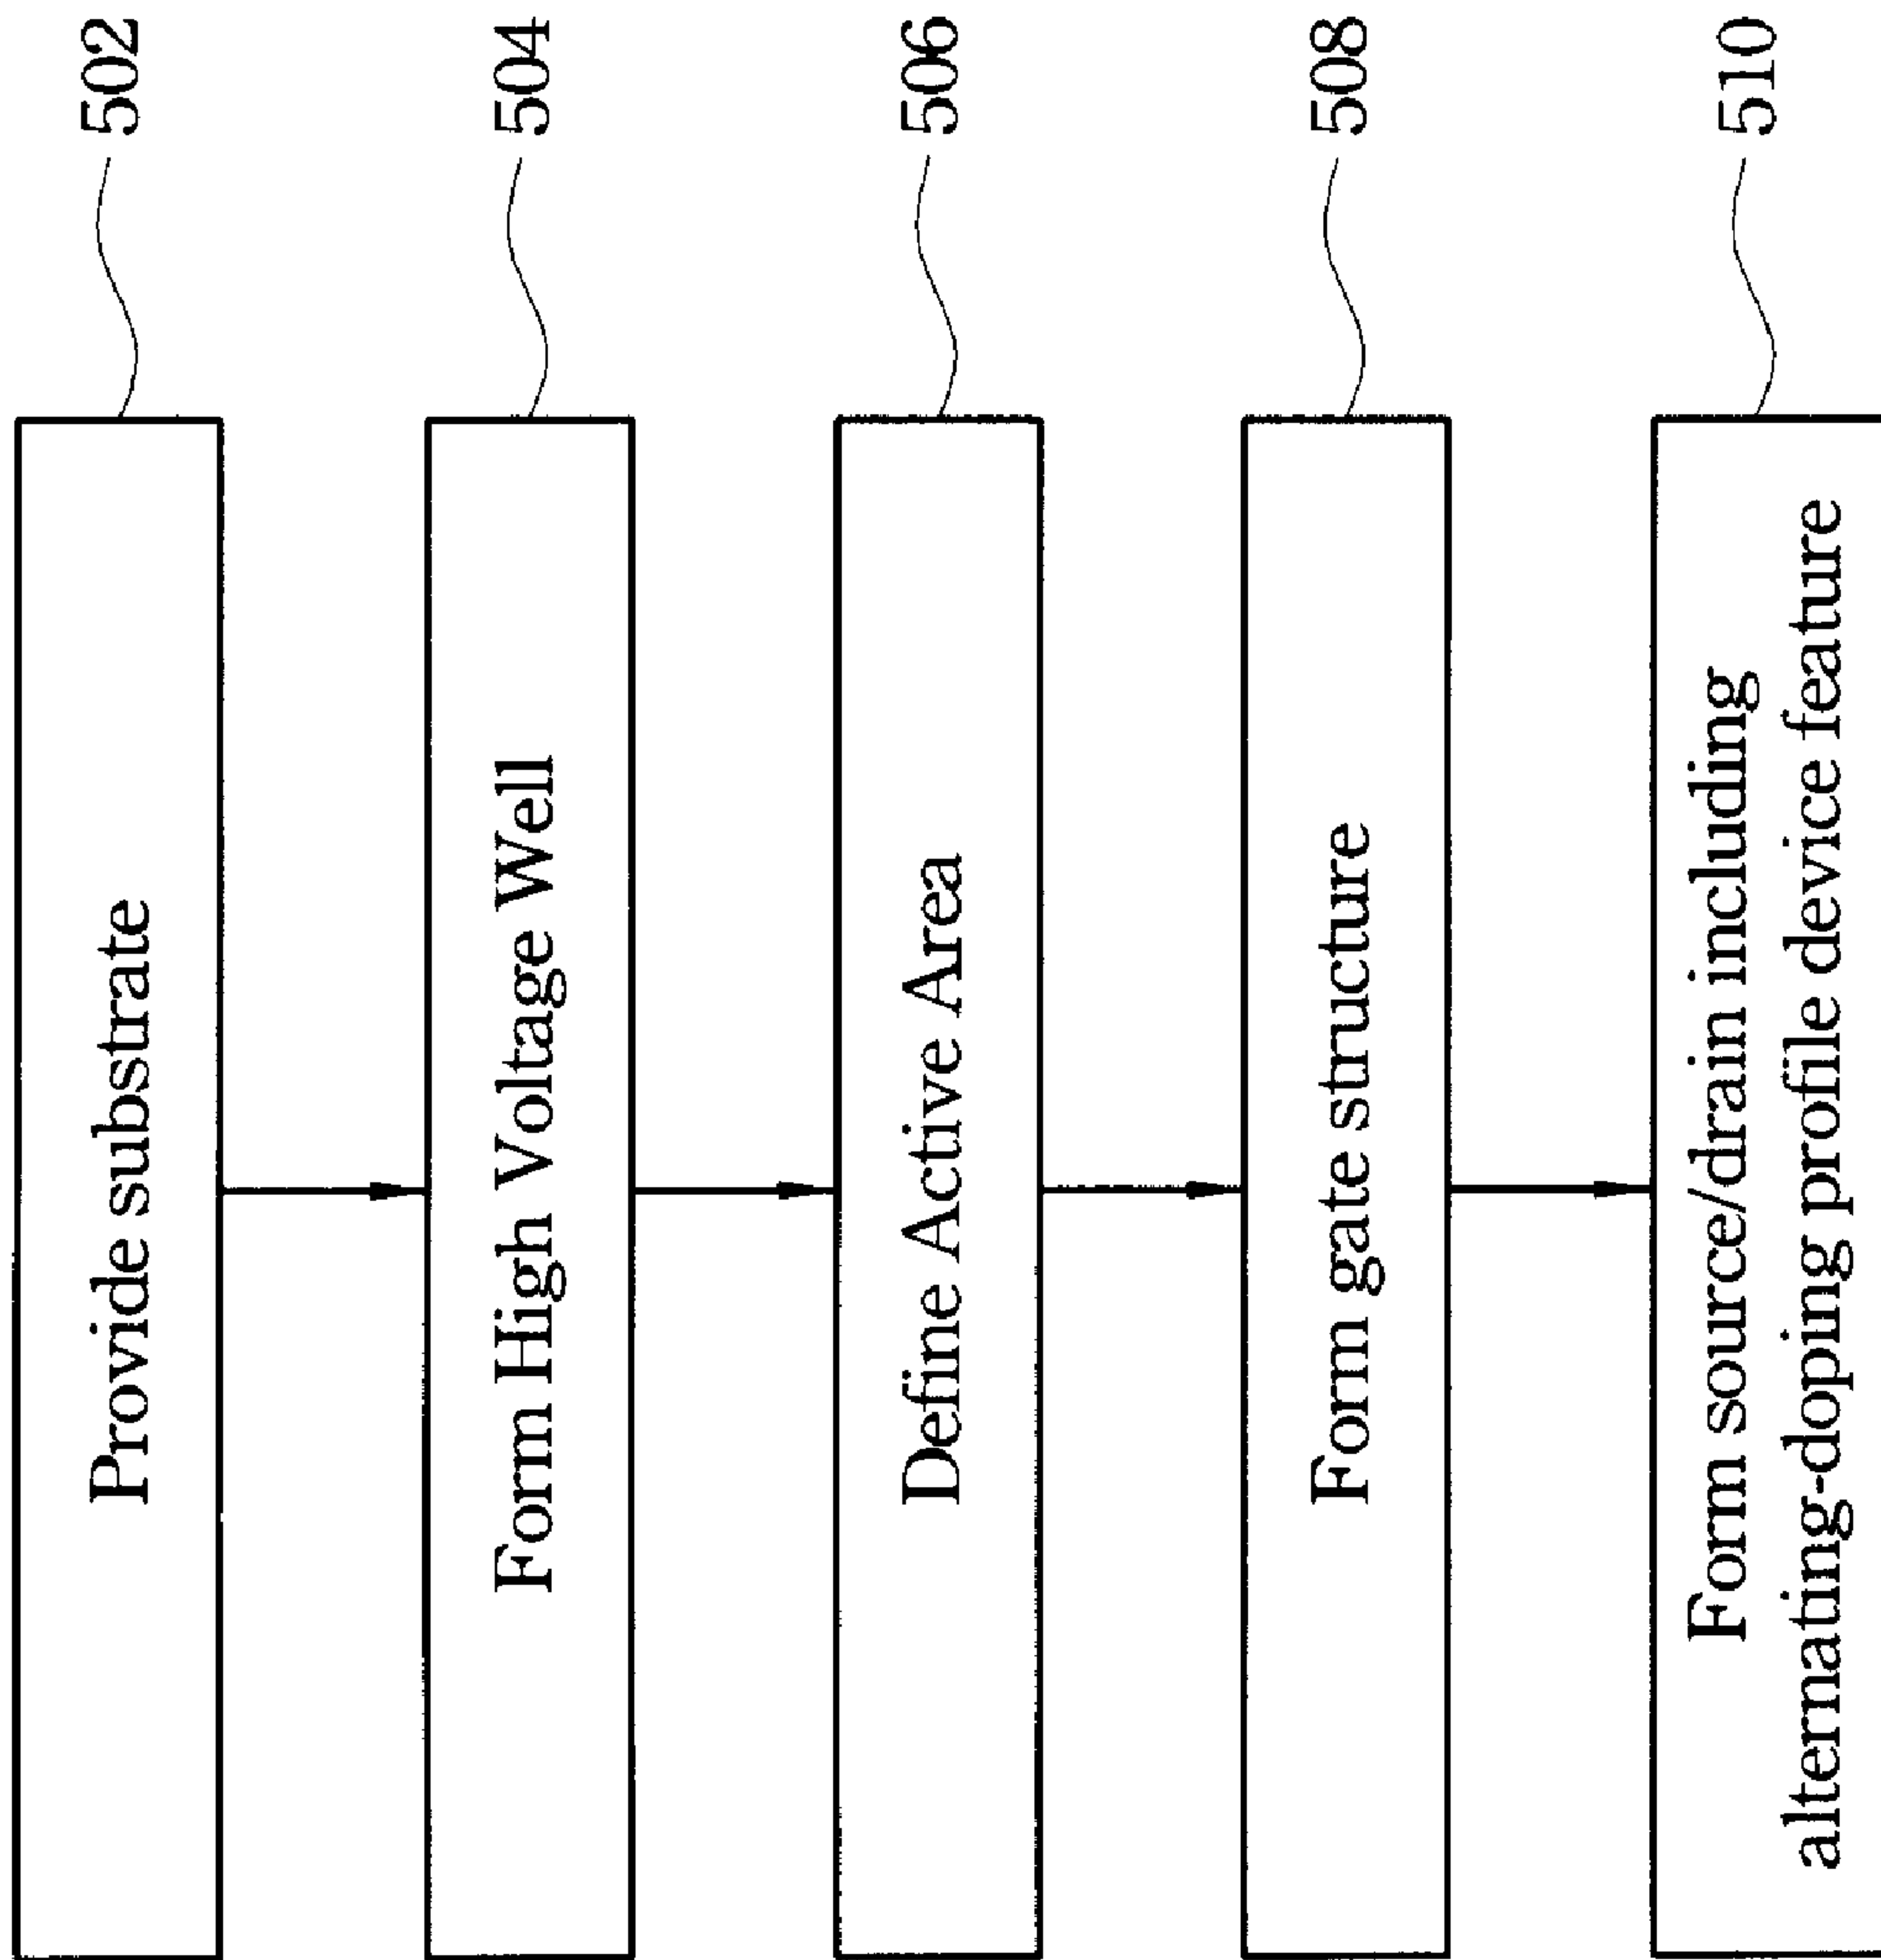 Provide substrate
502
Form High Voltage Well
504
Define Active Area
506
Form gate structure
508
Form source/drain including
alternating-doping profile device feature
510